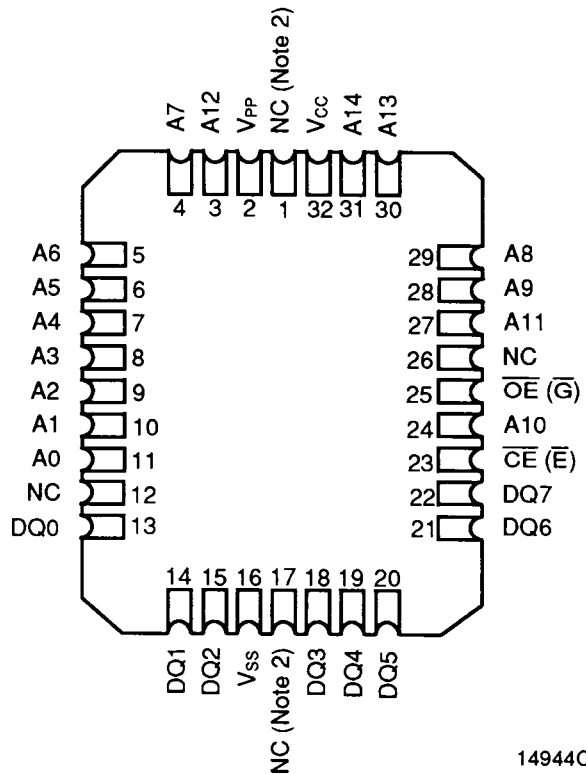 A7
A12
VPP
NC (Note 2)
VCC
A14
A13
4
3
2
1
32
31
30
A6 5
A5 6
A4 7
A3 8
A2 9
A1 10
A0 11
NC 12
DQ0 13
29 A8
28 A9
27 A11
26 NC
25 O̅E̅ (G̅)
24 A10
23 C̅E̅ (E̅)
22 DQ7
21 DQ6
14
15
16
17
18
19
20
DQ1
DQ2
VSS
NC (Note 2)
DQ3
DQ4
DQ5